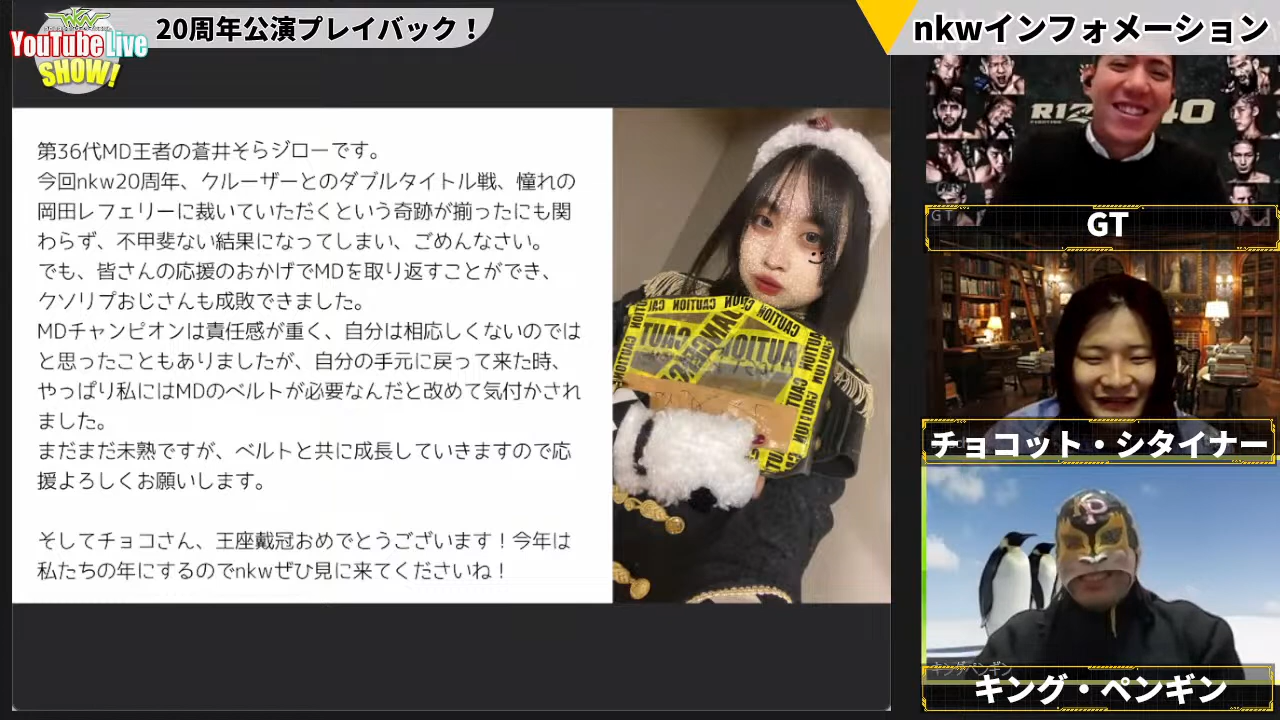 NKW
YouTube Live
SHOW!
20周年公演プレイバック！
nkwインフォメーション
第36代MD王者の蒼井そらジローです。
今回nkw20周年、クルーザーとのダブルタイトル戦、憧れの
岡田レフェリーに裁いていただくという奇跡が揃ったにも関
わらず、不甲斐ない結果になってしまい、ごめんなさい。
でも、皆さんの応援のおかげでMDを取り返すことができ、
クソリプおじさんも成敗できました。
MDチャンピオンは責任感が重く、自分は相応しくないのでは
と思ったこともありましたが、自分の手元に戻って来た時、
やっぱり私にはMDのベルトが必要なんだと改めて気付かされ
ました。
まだまだ未熟ですが、ベルトと共に成長していきますので応
援よろしくお願いします。
そしてチョコさん、王座戴冠おめでとうございます！今年は
私たちの年にするのでnkwぜひ見に来てくださいね！
CAUTION
CAUTION
CAUTION
GT
GT
チョコット・シタイナー
KP
キングペンギン
キング・ペンギン